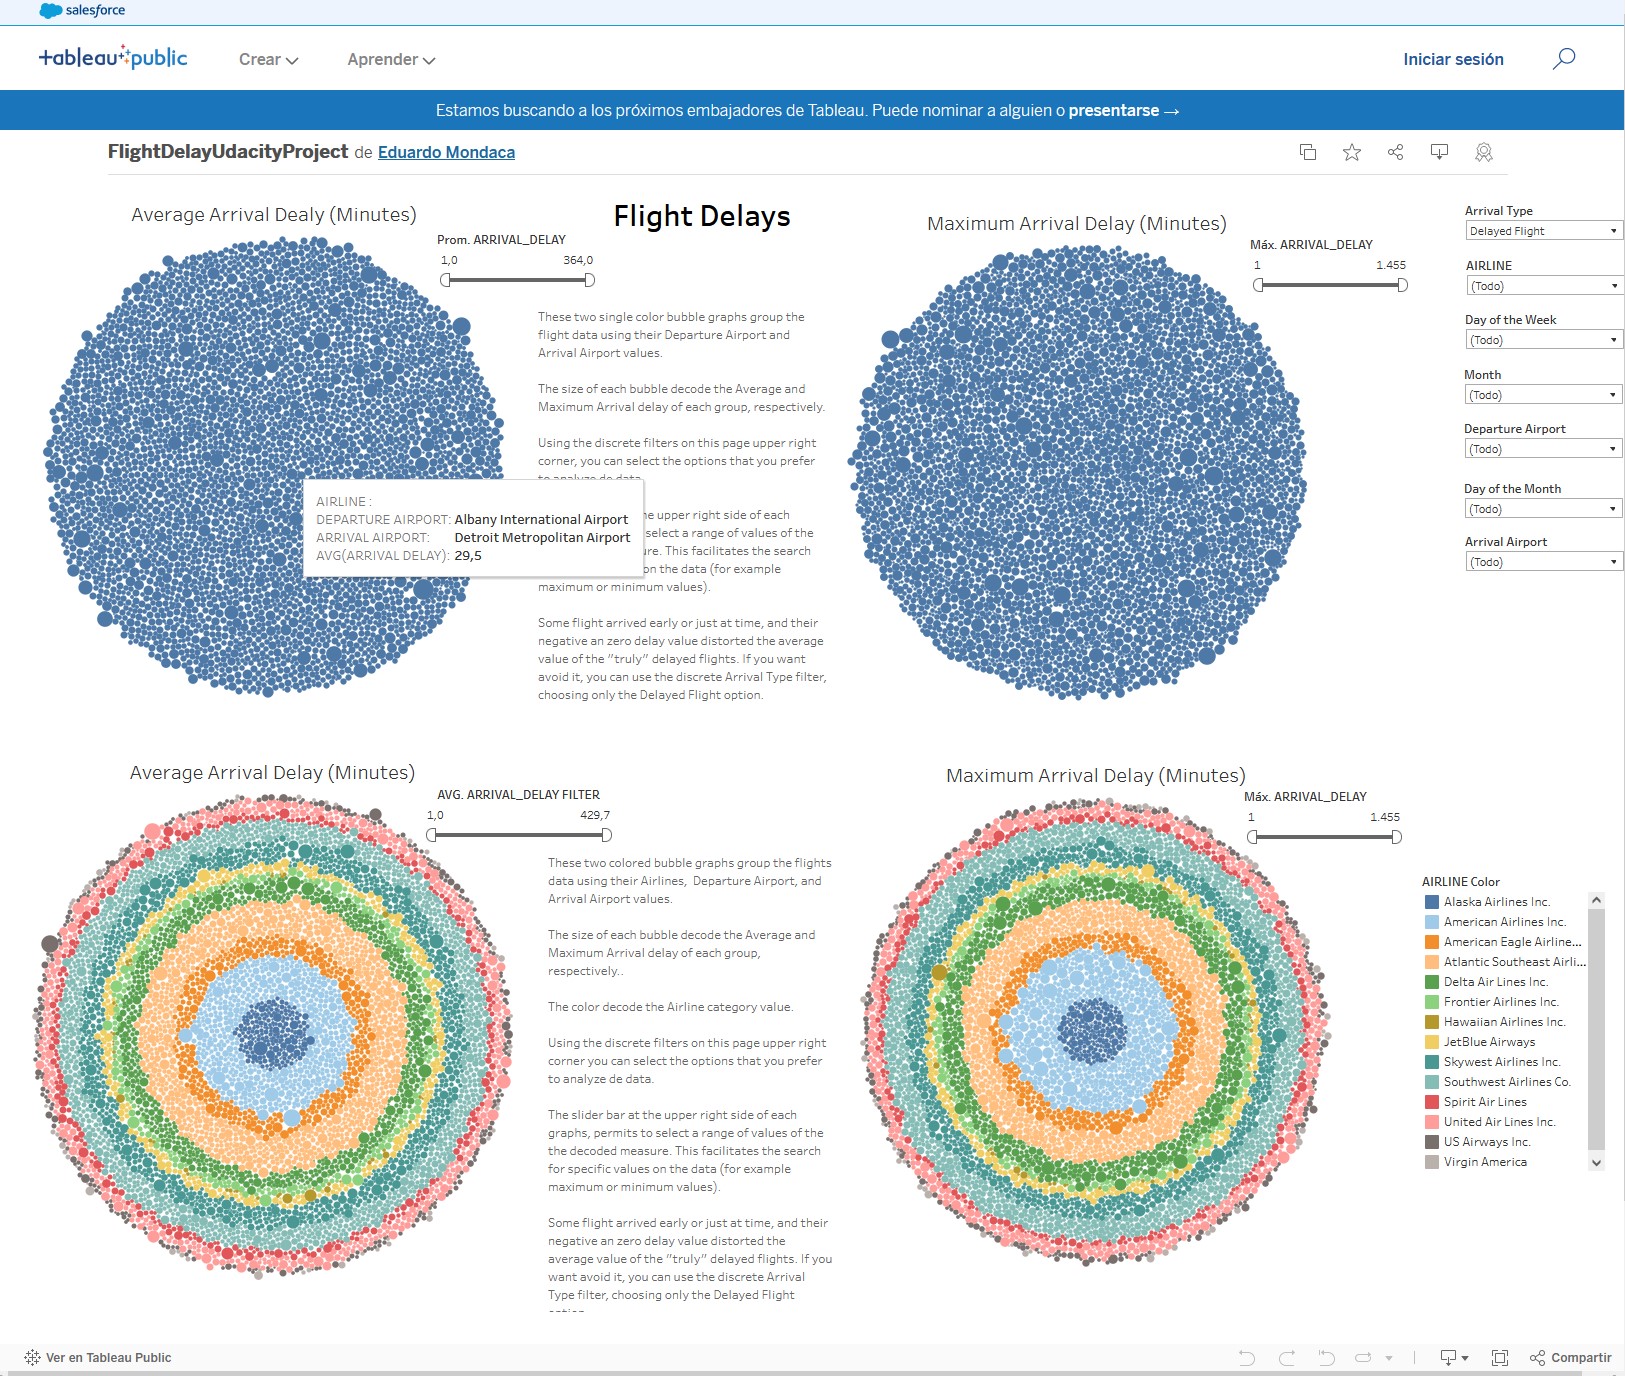 salesforce
+ableau public
Crear
Aprender
Iniciar sesión
Estamos buscando a los próximos embajadores de Tableau. Puede nominar a alguien o presentarse →
FlightDelayUdacityProject de Eduardo Mondaca
Average Arrival Dealy (Minutes)
Prom. ARRIVAL_DELAY
1,0 364,0
Flight Delays
These two single color bubble graphs group the
flight data using their Departure Airport and
Arrival Airport values.
The size of each bubble decode the Average and
Maximum Arrival delay of each group, respectively.
Using the discrete filters on this page upper right
corner, you can select the options that you prefer
to analyze de data.
AIRLINE :
DEPARTURE AIRPORT: Albany International Airport
ARRIVAL AIRPORT: Detroit Metropolitan Airport
AVG(ARRIVAL DELAY): 29,5
upper right side of each
select a range of values of the
This facilitates the search
on the data (for example
maximum or minimum values).
Some flight arrived early or just at time, and their
negative an zero delay value distorted the average
value of the "truly" delayed flights. If you want
avoid it, you can use the discrete Arrival Type filter,
choosing only the Delayed Flight option.
Maximum Arrival Delay (Minutes)
Máx. ARRIVAL_DELAY
1 1.455
Arrival Type
Delayed Flight
AIRLINE
(Todo)
Day of the Week
(Todo)
Month
(Todo)
Departure Airport
(Todo)
Day of the Month
(Todo)
Arrival Airport
(Todo)
Average Arrival Delay (Minutes)
AVG. ARRIVAL_DELAY FILTER
1,0 429,7
These two colored bubble graphs group the flights
data using their Airlines, Departure Airport, and
Arrival Airport values.
The size of each bubble decode the Average and
Maximum Arrival delay of each group,
respectively..
The color decode the Airline category value.
Using the discrete filters on this page upper right
corner you can select the options that you prefer
to analyze de data.
The slider bar at the upper right side of each
graphs, permits to select a range of values of the
the decoded measure. This facilitates the search
for specific values on the data (for example
maximum or minimum values).
Some flight arrived early or just at time, and their
negative an zero delay value distorted the
average value of the "truly" delayed flights. If you
want avoid it, you can use the discrete Arrival
Type filter, choosing only the Delayed Flight
Maximum Arrival Delay (Minutes)
Máx. ARRIVAL_DELAY
1 1.455
AIRLINE Color
Alaska Airlines Inc.
American Airlines Inc.
American Eagle Airline...
Atlantic Southeast Airli...
Delta Air Lines Inc.
Frontier Airlines Inc.
Hawaiian Airlines Inc.
JetBlue Airways
Skywest Airlines Inc.
Southwest Airlines Co.
Spirit Air Lines
United Air Lines Inc.
US Airways Inc.
Virgin America
Ver en Tableau Public
Compartir